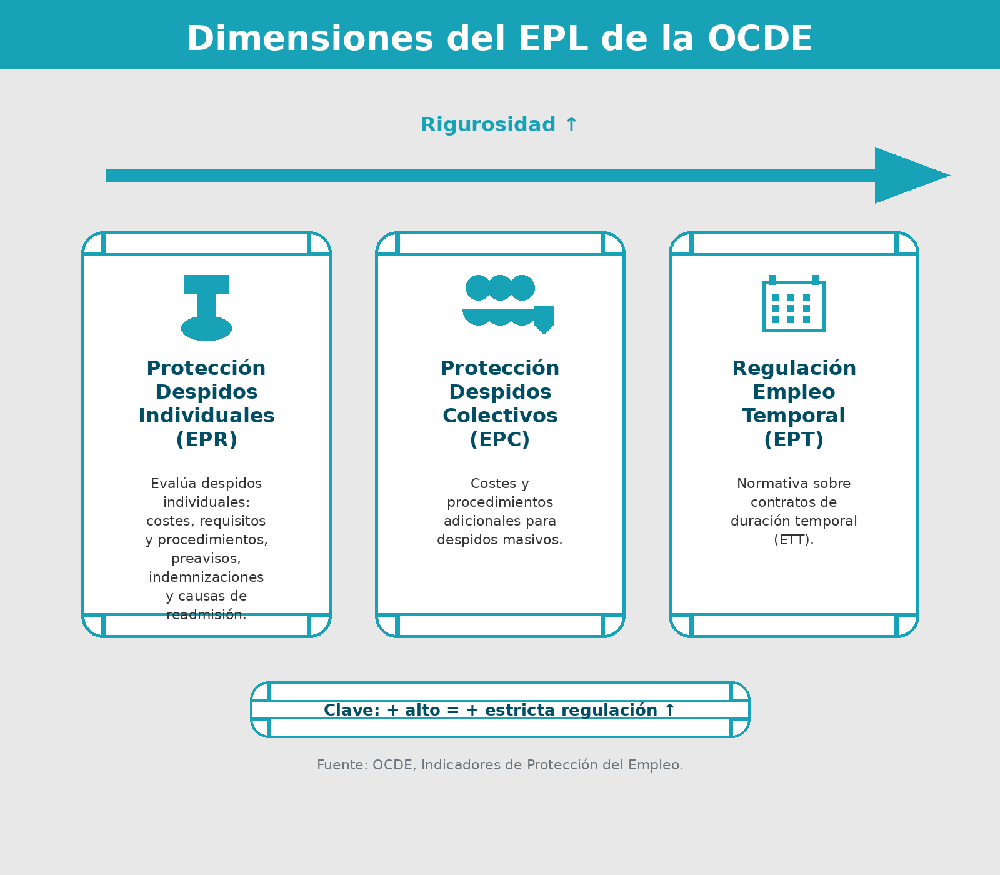 Dimensiones del EPL de la OCDE
Rigurosidad ↑
Protección
Despidos
Individuales
(EPR)
Evalúa despidos
individuales:
costes, requisitos
y procedimientos,
preavisos,
indemnizaciones
y causas de
readmisión.
Protección
Despidos
Colectivos
(EPC)
Costes y
procedimientos
adicionales para
despidos masivos.
Regulación
Empleo
Temporal
(EPT)
Normativa sobre
contratos de
duración temporal
(ETT).
Clave: + alto = + estricta regulación ↑
Fuente: OCDE, Indicadores de Protección del Empleo.